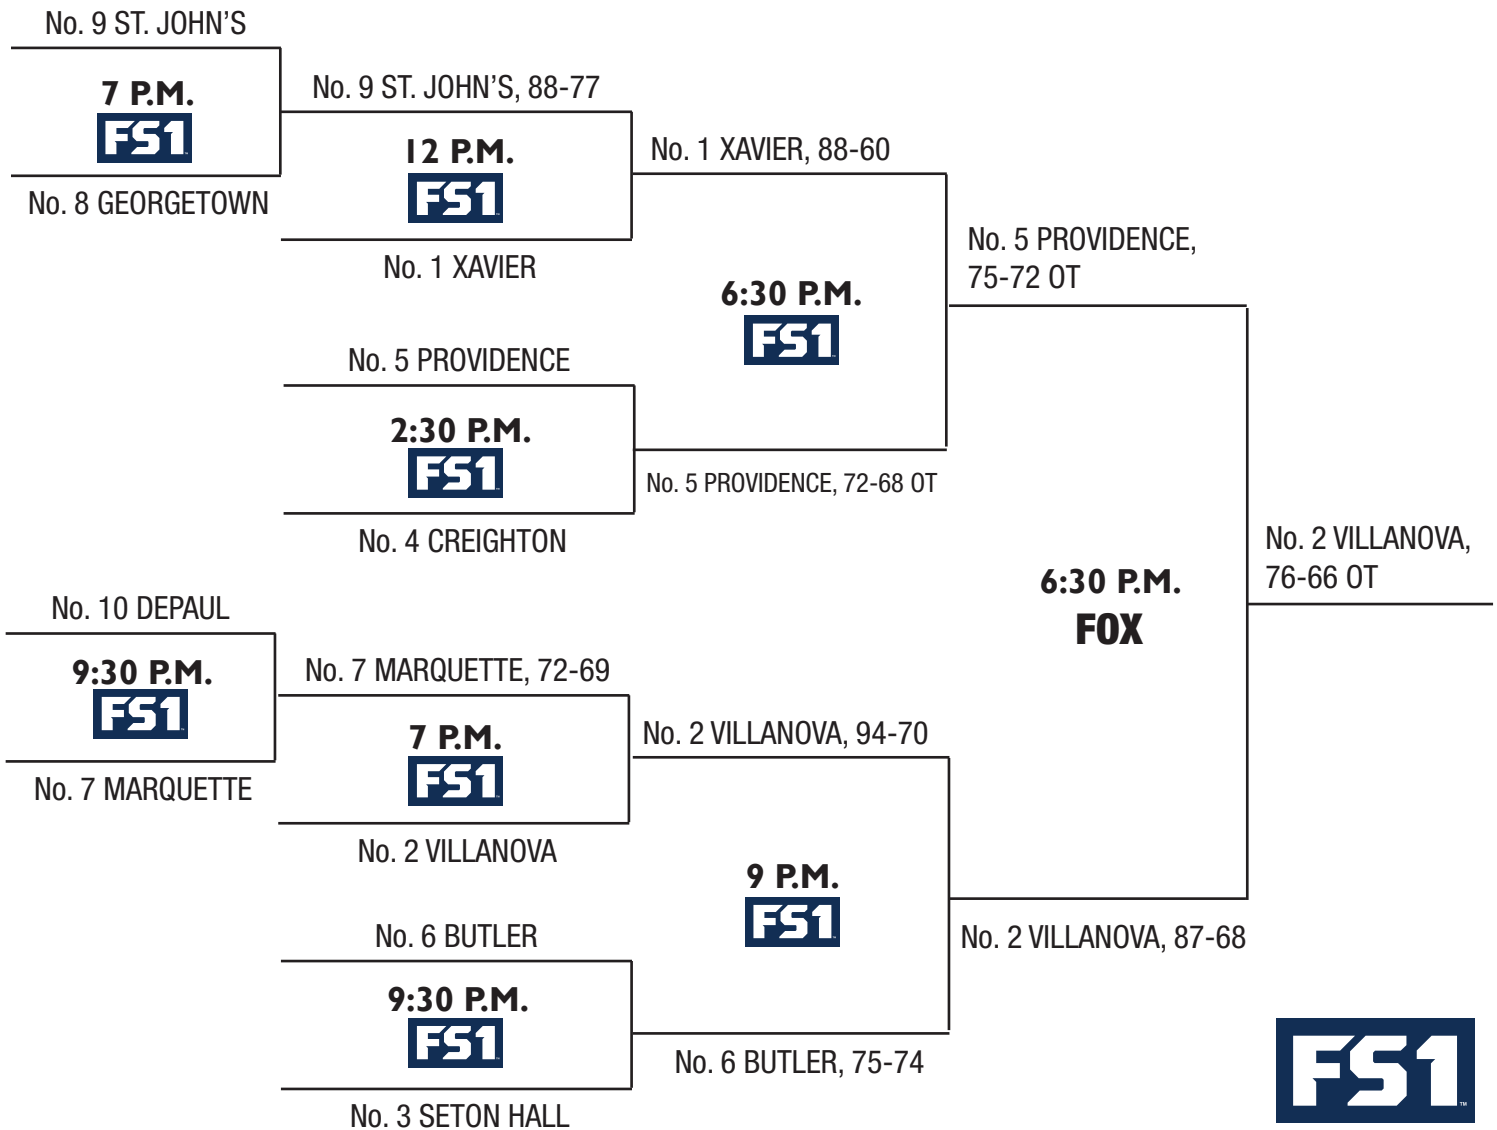 No. 9 ST. JOHN'S
7 P.M.
FS1
No. 8 GEORGETOWN
No. 9 ST. JOHN'S, 88-77
12 P.M.
FS1
No. 1 XAVIER
No. 1 XAVIER, 88-60
6:30 P.M.
FS1
No. 5 PROVIDENCE
2:30 P.M.
FS1
No. 4 CREIGHTON
No. 5 PROVIDENCE, 72-68 OT
No. 5 PROVIDENCE,
75-72 OT
6:30 P.M.
FOX
No. 2 VILLANOVA,
76-66 OT
No. 10 DEPAUL
9:30 P.M.
FS1
No. 7 MARQUETTE
No. 7 MARQUETTE, 72-69
7 P.M.
FS1
No. 2 VILLANOVA
No. 2 VILLANOVA, 94-70
9 P.M.
FS1
No. 6 BUTLER
9:30 P.M.
FS1
No. 3 SETON HALL
No. 6 BUTLER, 75-74
No. 2 VILLANOVA, 87-68
FS1™